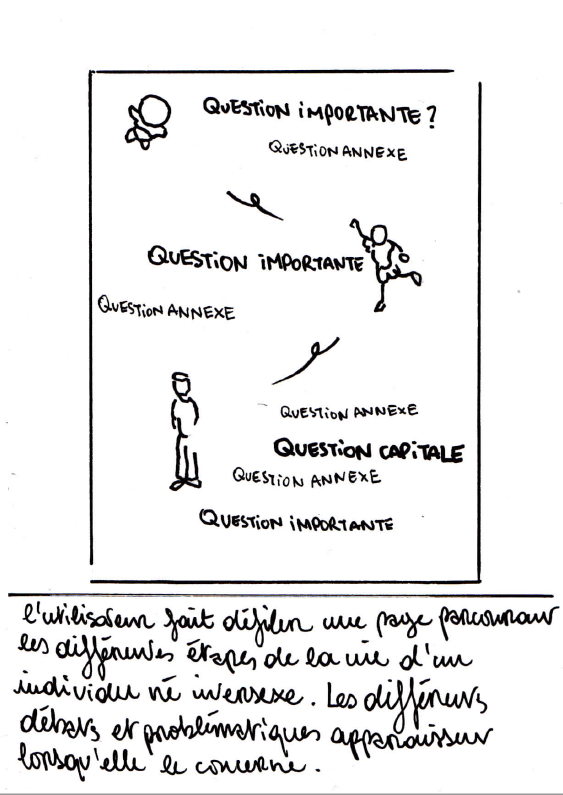 QUESTION IMPORTANTE ?
QUESTION ANNEXE
QUESTION IMPORTANTE
QUESTION ANNEXE
QUESTION ANNEXE
QUESTION CAPITALE
QUESTION ANNEXE
QUESTION IMPORTANTE
l'utilisateur fait défiler une page parcourant
les différentes étapes de la vie d'un
individu né intersexe. Les différents
débats et problématiques apparaissent
lorsqu'elle le concerne.